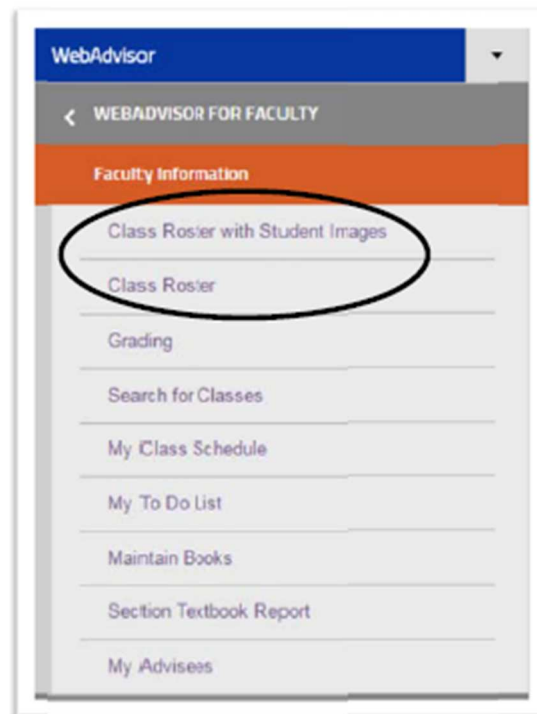 WebAdvisor
WEBADVISOR FOR FACULTY
Faculty Information
Class Roster with Student Images
Class Roster
Grading
Search for Classes
My Class Schedule
My To Do List
Maintain Books
Section Textbook Report
My Advisees